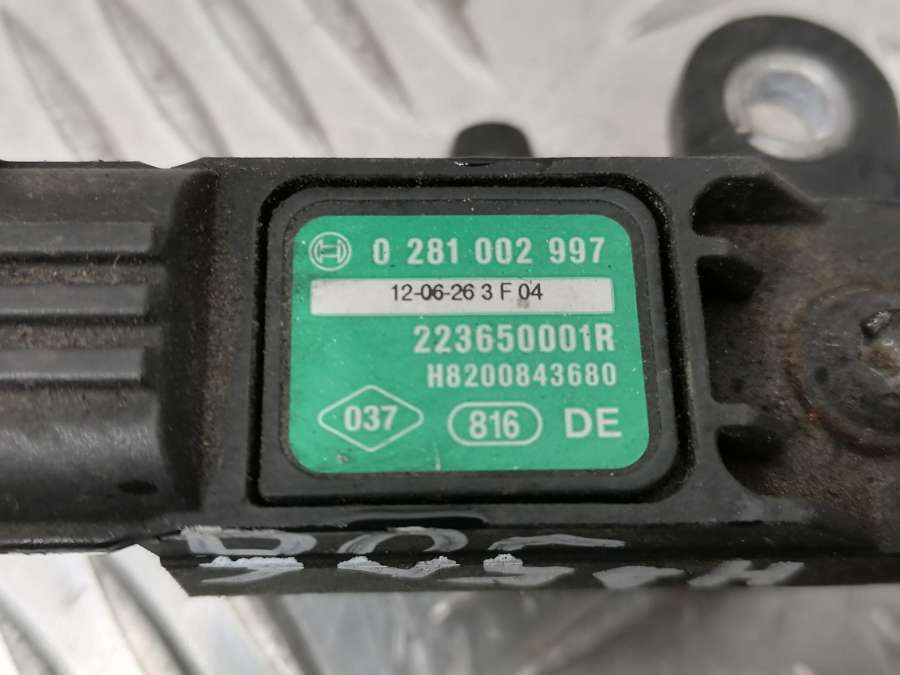 0 281 002 997
12-06-26 3 F 04
223650001R
H8200843680
037 816 DE